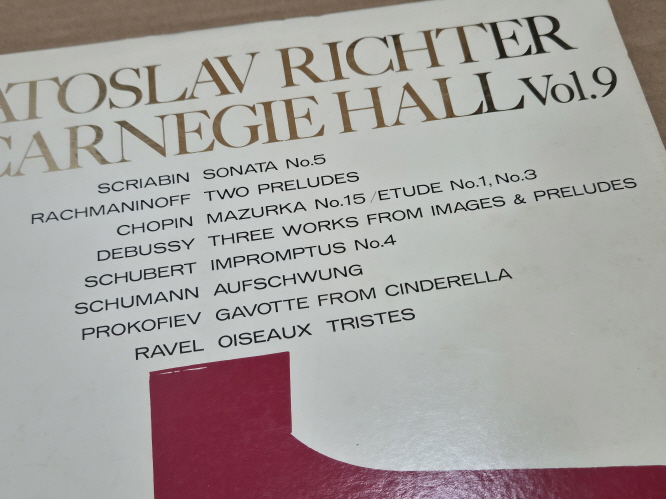 ATOSLAV RICHTER
CARNEGIE HALL Vol.9
SCRIABIN SONATA No.5
RACHMANINOFF TWO PRELUDES
CHOPIN MAZURKA No.15/ETUDE No.1, No.3
DEBUSSY THREE WORKS FROM IMAGES & PRELUDES
SCHUBERT IMPROMPTUS No.4
SCHUMANN AUFSCHWUNG
PROKOFIEV GAVOTTE FROM CINDERELLA
RAVEL OISEAUX TRISTES